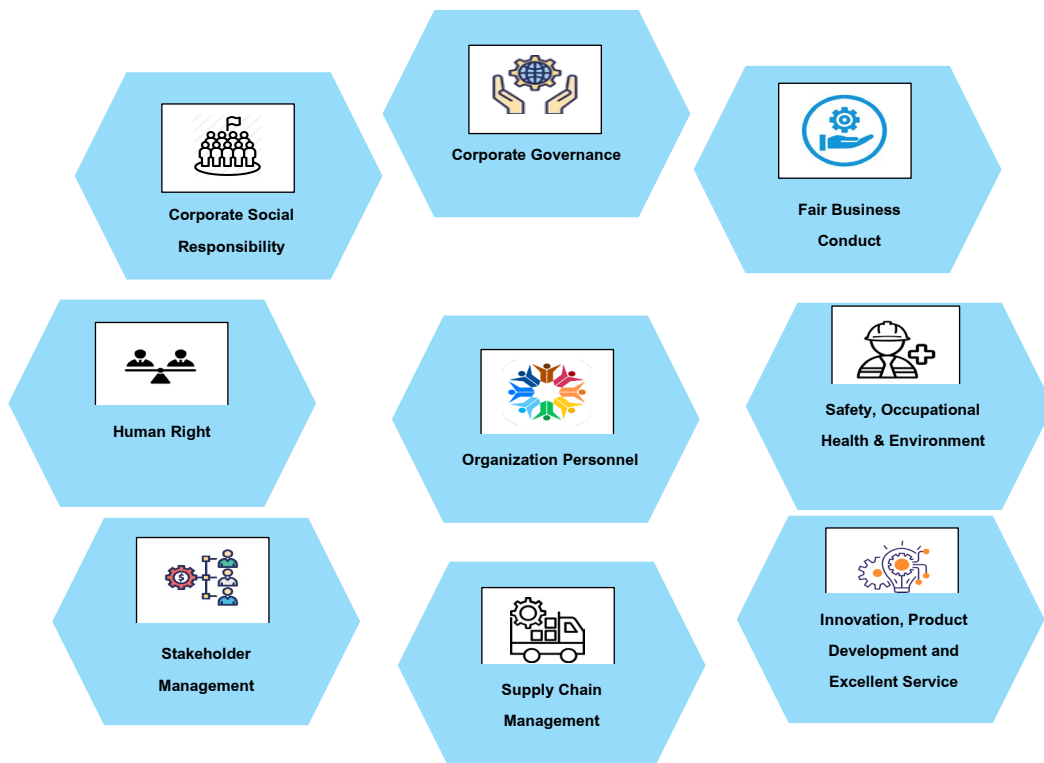 Corporate Governance
Corporate Social
Responsibility
Fair Business
Conduct
Human Right
Organization Personnel
Safety, Occupational
Health & Environment
Stakeholder
Management
Supply Chain
Management
Innovation, Product
Development and
Excellent Service